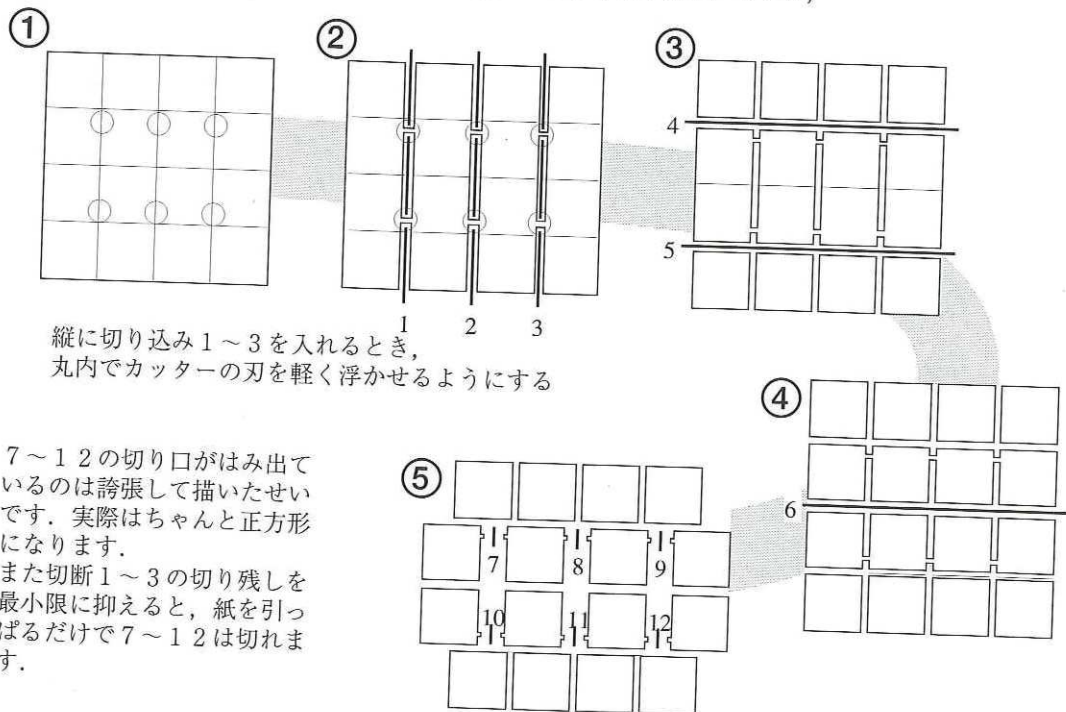 ①
②
③
4
5
1 2 3
縦に切り込み1～3を入れるとき，
丸内でカッターの刃を軽く浮かせるようにする
④
6
7～12の切り口がはみ出て
いるのは誇張して描いたせい
です．実際はちゃんと正方形
になります．
また切断1～3の切り残しを
最小限に抑えると，紙を引っ
ぱるだけで7～12は切れま
す．
⑤
7 8 9
10 11 12